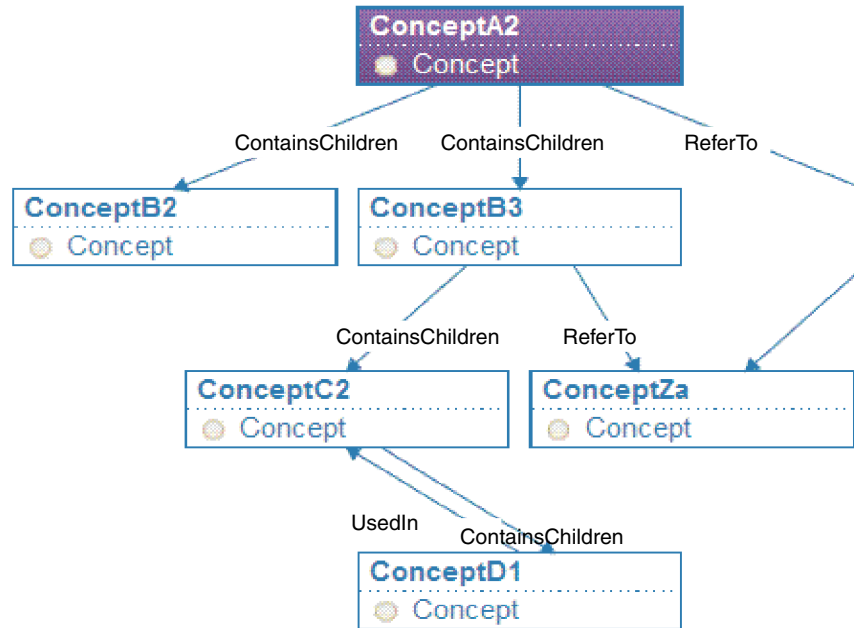 ConceptA2
Concept
ContainsChildren
ContainsChildren
ReferTo
ConceptB2
Concept
ConceptB3
Concept
ContainsChildren
ReferTo
ConceptC2
Concept
ConceptZa
Concept
UsedIn
ContainsChildren
ConceptD1
Concept